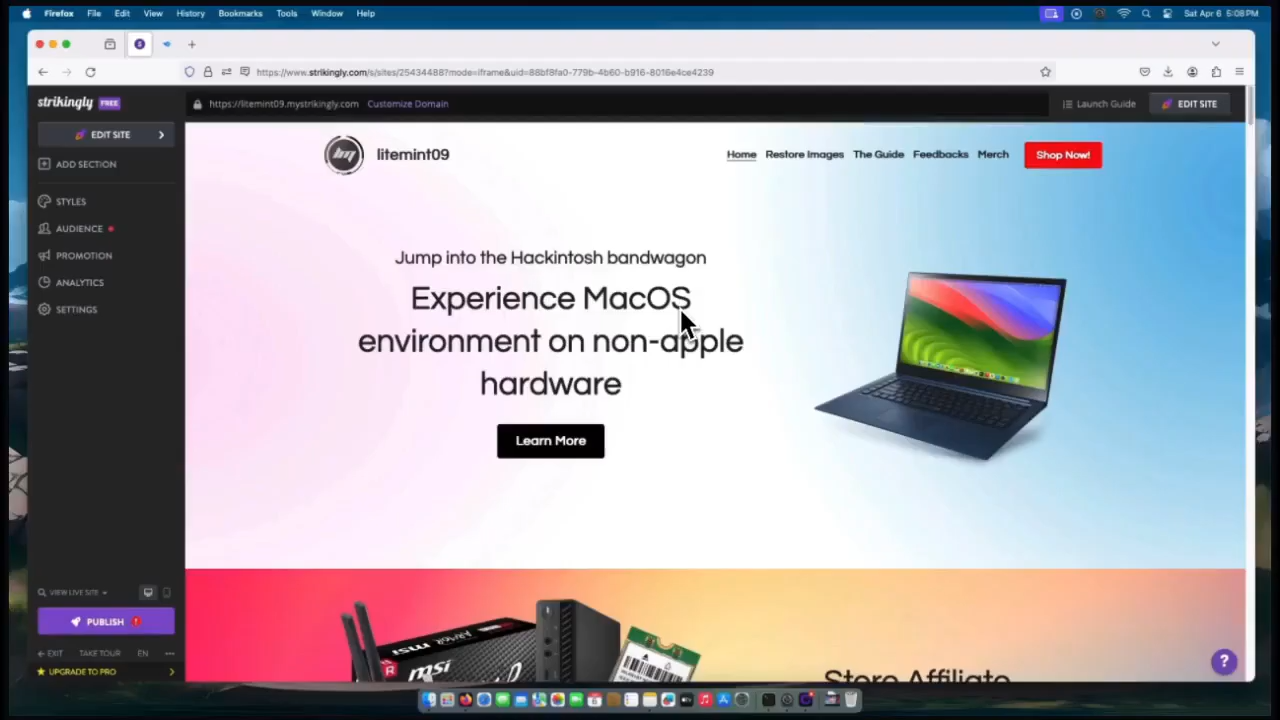 Firefox File Edit View History Bookmarks Tools Window Help Sat Apr 6 5:08 PM
https://www.strikingly.com/s/sites/25434488?mode=iframe&uid=88bf8fa0-779b-4b60-b916-8016e4ce4239
strikingly FREE
https://litemint09.mystrikingly.com Customize Domain
Launch Guide
EDIT SITE
EDIT SITE
ADD SECTION
STYLES
AUDIENCE
PROMOTION
ANALYTICS
SETTINGS
lm litemint09
Home Restore Images The Guide Feedbacks Merch Shop Now!
Jump into the Hackintosh bandwagon
Experience MacOS
environment on non-apple
hardware
Learn More
VIEW LIVE SITE
PUBLISH !
EXIT TAKE TOUR EN
UPGRADE TO PRO
msi
ARMOR
msi
Store Affiliate
?